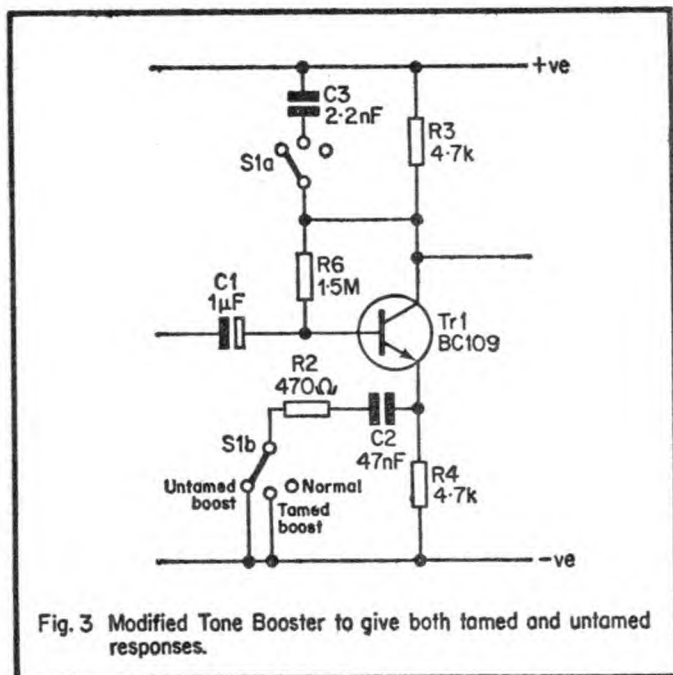 +ve
C3
2·2nF
R3
4·7k
S1a
R6
1·5M
C1
1µF
Tr1
BC109
R2
470Ω
C2
47nF
S1b
R4
4·7k
Untamed boost
Normal
Tamed boost
-ve
Fig. 3 Modified Tone Booster to give both tamed and untamed
responses.